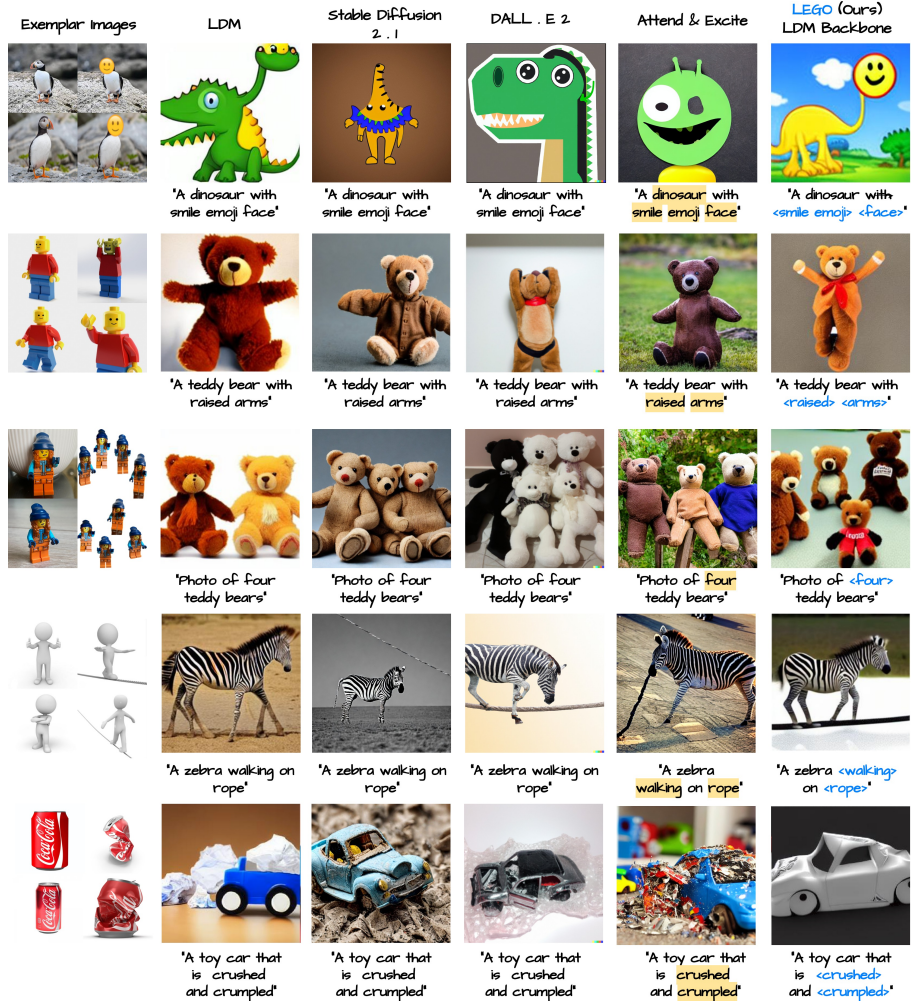 Exemplar Images
LDM
Stable Diffusion
2 . 1
DALL . E 2
Attend & Excite
LEGO (Ours)
LDM Backbone
"A dinosaur with
smile emoji face"
"A dinosaur with
smile emoji face"
"A dinosaur with
smile emoji face"
"A dinosaur with
smile emoji face"
"A dinosaur with
<smile emoji> <face>"
"A teddy bear with
raised arms"
"A teddy bear with
raised arms"
"A teddy bear with
raised arms"
"A teddy bear with
raised arms"
"A teddy bear with
<raised> <arms>"
"Photo of four
teddy bears"
"Photo of four
teddy bears"
"Photo of four
teddy bears"
"Photo of four
teddy bears"
"Photo of <four>
teddy bears"
"A zebra walking on
rope"
"A zebra walking on
rope"
"A zebra walking on
rope"
"A zebra
walking on rope"
"A zebra <walking>
on <rope>"
Coca-Cola
Coca-Cola
"A toy car that
is crushed
and crumpled"
"A toy car that
is crushed
and crumpled"
"A toy car that
is crushed
and crumpled"
"A toy car that
is crushed
and crumpled"
"A toy car that
is <crushed>
and <crumpled>"